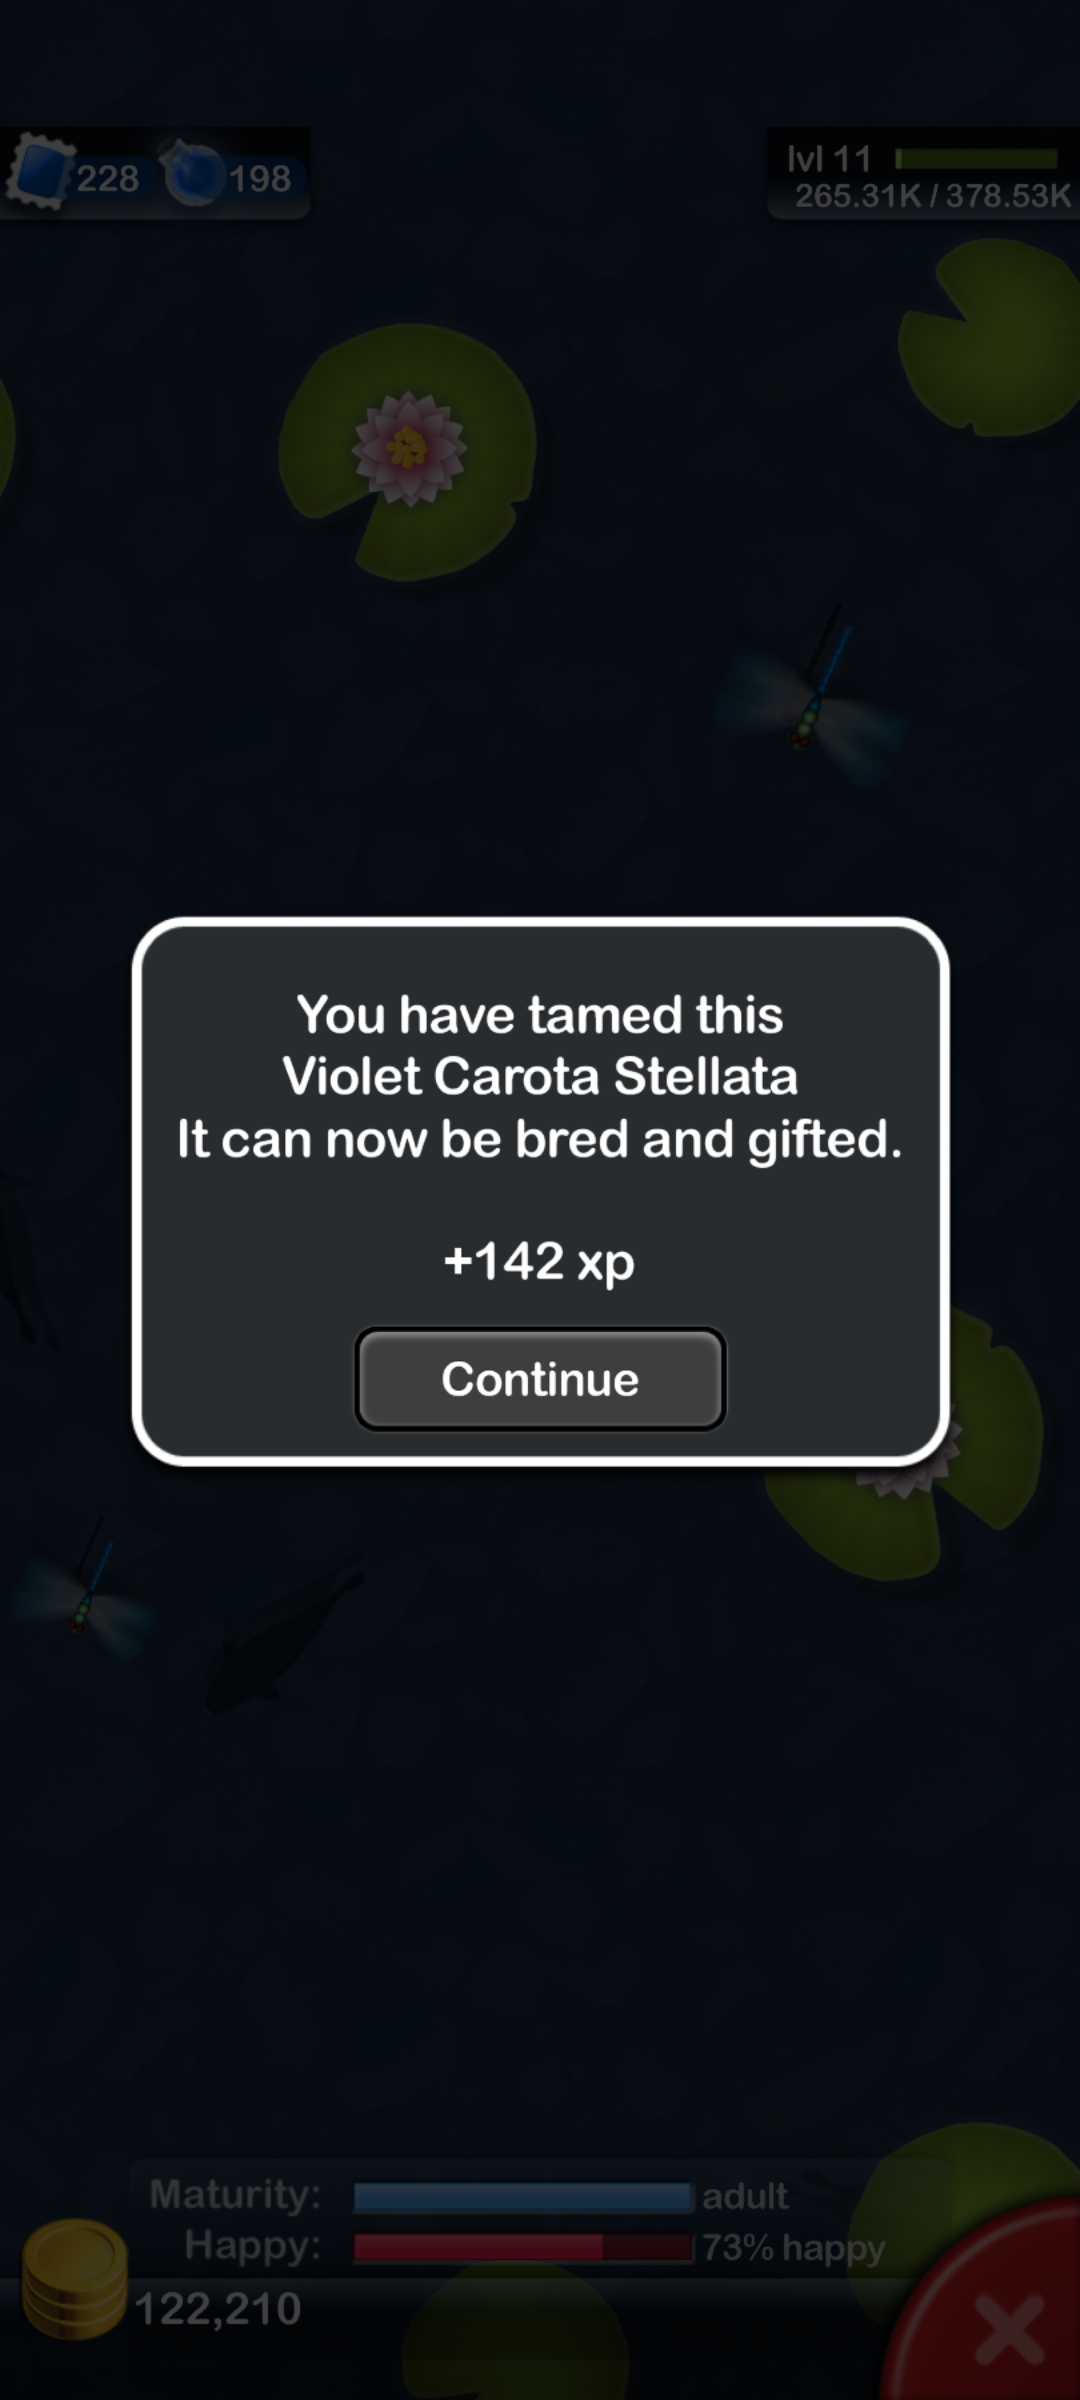 228 198
lvl 11
265.31K / 378.53K
You have tamed this
Violet Carota Stellata
It can now be bred and gifted.
+142 xp
Continue
Maturity: adult
Happy: 73% happy
122,210